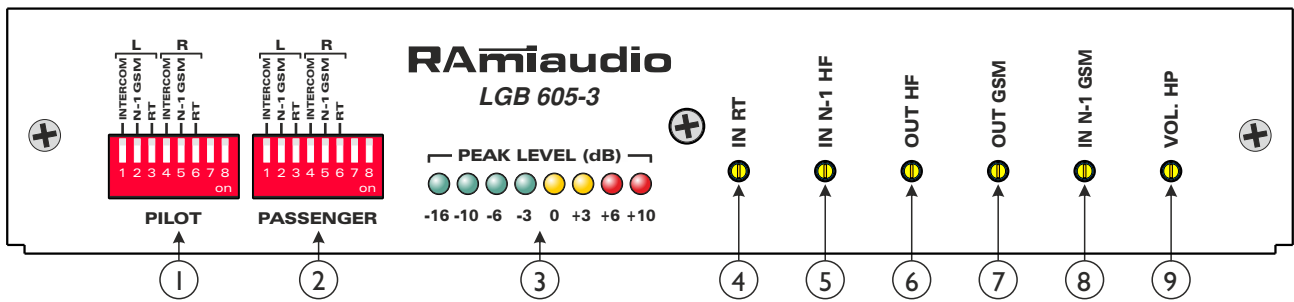 L R
INTERCOM
N-1 GSM
RT
INTERCOM
N-1 GSM
RT
1 2 3 4 5 6 7 8
on
PILOT
L R
INTERCOM
N-1 GSM
RT
INTERCOM
N-1 GSM
RT
1 2 3 4 5 6 7 8
on
PASSENGER
RAmiaudio
LGB 605-3
PEAK LEVEL (dB)
-16 -10 -6 -3 0 +3 +6 +10
IN RT
IN N-1 HF
OUT HF
OUT GSM
IN N-1 GSM
VOL. HP
1 2 3 4 5 6 7 8 9